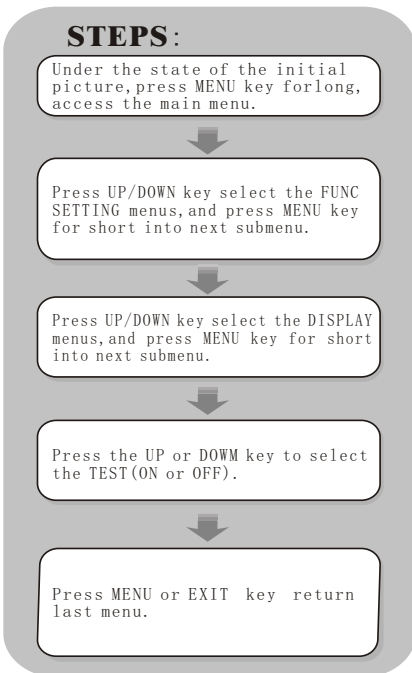 STEPS:
Under the state of the initial
picture, press MENU key forlong,
access the main menu.
Press UP/DOWN key select the FUNC
SETTING menus, and press MENU key
for short into next submenu.
Press UP/DOWN key select the DISPLAY
menus, and press MENU key for short
into next submenu.
Press the UP or DOWM key to select
the TEST(ON or OFF).
Press MENU or EXIT key return
last menu.